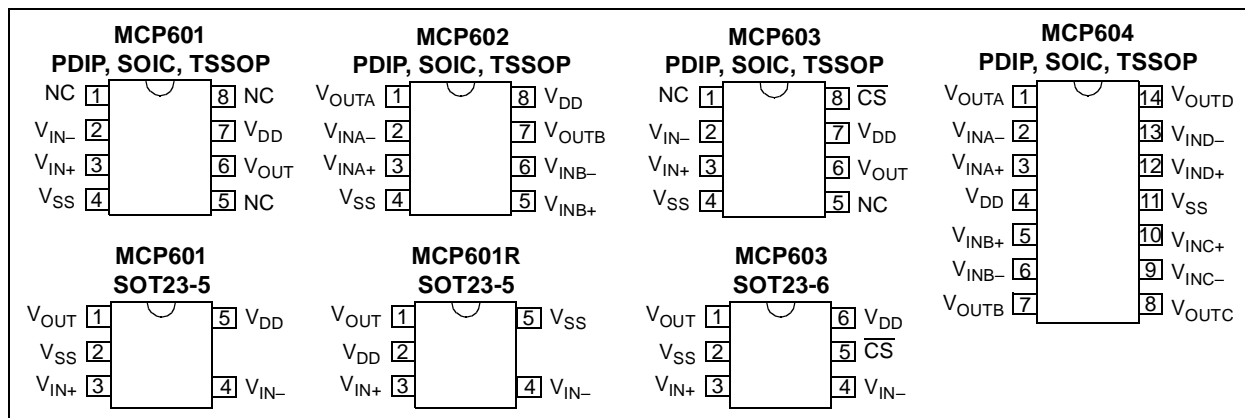 MCP601
PDIP, SOIC, TSSOP
NC 1 8 NC
VIN– 2 7 VDD
VIN+ 3 6 VOUT
VSS 4 5 NC
MCP602
PDIP, SOIC, TSSOP
VOUTA 1 8 VDD
VINA– 2 7 VOUTB
VINA+ 3 6 VINB–
VSS 4 5 VINB+
MCP603
PDIP, SOIC, TSSOP
NC 1 8 CS
VIN– 2 7 VDD
VIN+ 3 6 VOUT
VSS 4 5 NC
MCP604
PDIP, SOIC, TSSOP
VOUTA 1 14 VOUTD
VINA– 2 13 VIND–
VINA+ 3 12 VIND+
VDD 4 11 VSS
VINB+ 5 10 VINC+
VINB– 6 9 VINC–
VOUTB 7 8 VOUTC
MCP601
SOT23-5
VOUT 1 5 VDD
VSS 2
VIN+ 3 4 VIN–
MCP601R
SOT23-5
VOUT 1 5 VSS
VDD 2
VIN+ 3 4 VIN–
MCP603
SOT23-6
VOUT 1 6 VDD
VSS 2 5 CS
VIN+ 3 4 VIN–